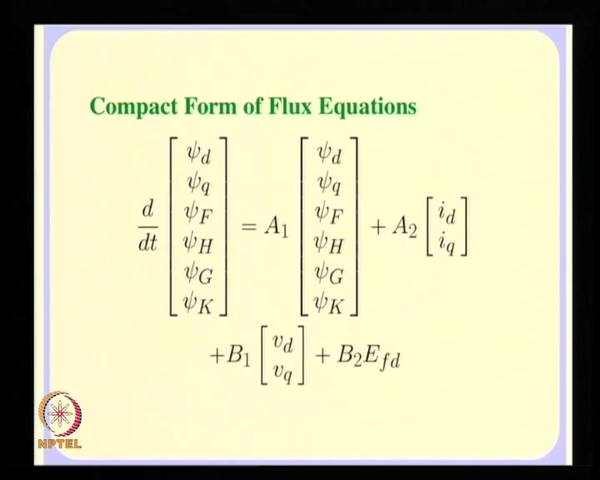 Compact Form of Flux Equations
d/dt [ψd ψq ψF ψH ψG ψK] = A1 [ψd ψq ψF ψH ψG ψK] + A2 [id iq]
+B1 [vd vq] + B2Efd
NPTEL